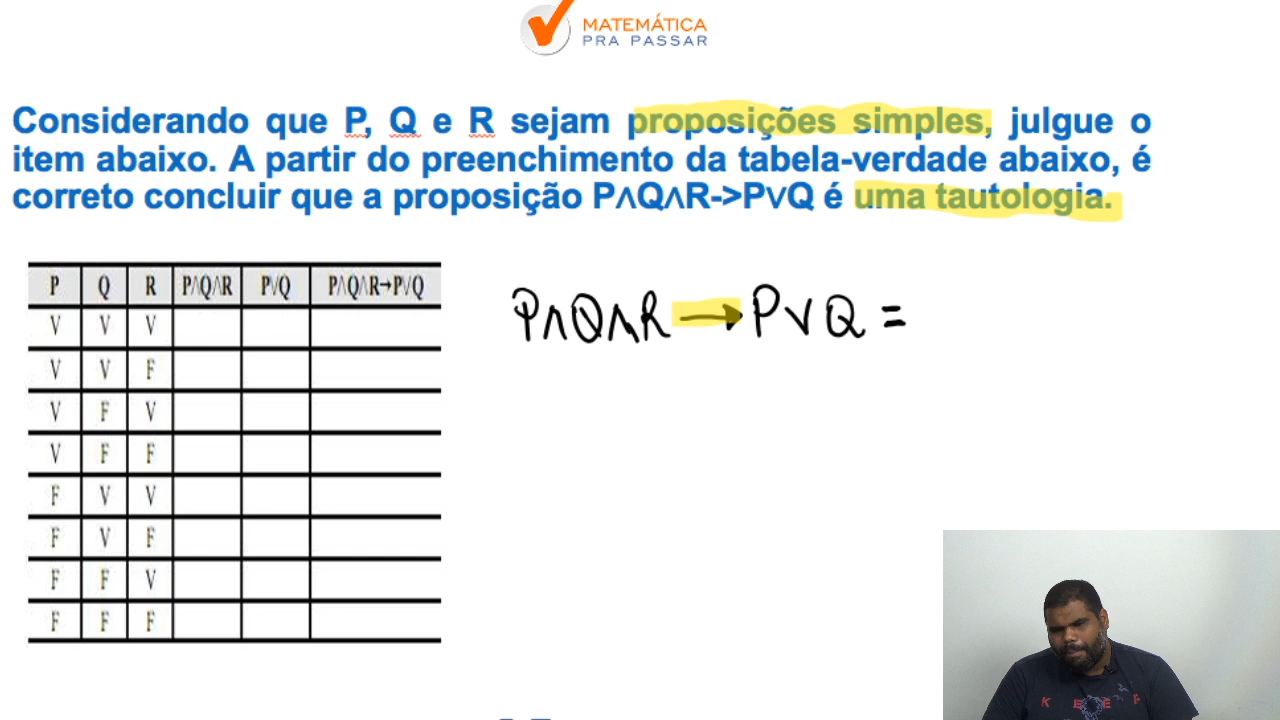 MATEMÁTICA
PRA PASSAR
Considerando que P, Q e R sejam proposições simples, julgue o
item abaixo. A partir do preenchimento da tabela-verdade abaixo, é
correto concluir que a proposição P∧Q∧R->P∨Q é uma tautologia.
P Q R P∧Q∧R P∨Q P∧Q∧R→P∨Q
V V V
V V F
V F V
V F F
F V V
F V F
F F V
F F F
P∧Q∧R → P∨Q =